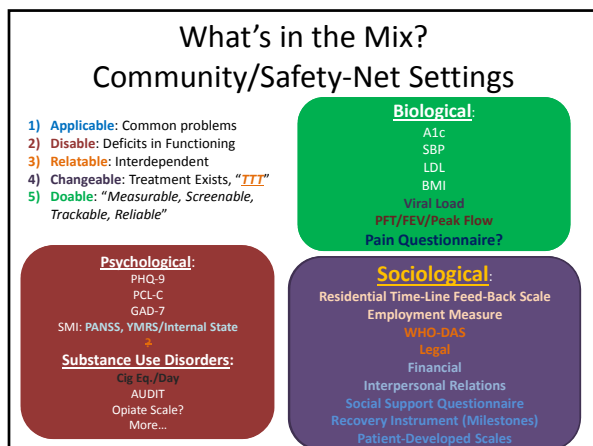 What's in the Mix?
Community/Safety-Net Settings
1) Applicable: Common problems
2) Disable: Deficits in Functioning
3) Relatable: Interdependent
4) Changeable: Treatment Exists, “TTT”
5) Doable: “Measurable, Screenable,
Trackable, Reliable”
Biological:
A1c
SBP
LDL
BMI
Viral Load
PFT/FEV/Peak Flow
Pain Questionnaire?
Psychological:
PHQ-9
PCL-C
GAD-7
SMI: PANSS, YMRS/Internal State
?
Substance Use Disorders:
Cig Eq./Day
AUDIT
Opiate Scale?
More…
Sociological:
Residential Time-Line Feed-Back Scale
Employment Measure
WHO-DAS
Legal
Financial
Interpersonal Relations
Social Support Questionnaire
Recovery Instrument (Milestones)
Patient-Developed Scales